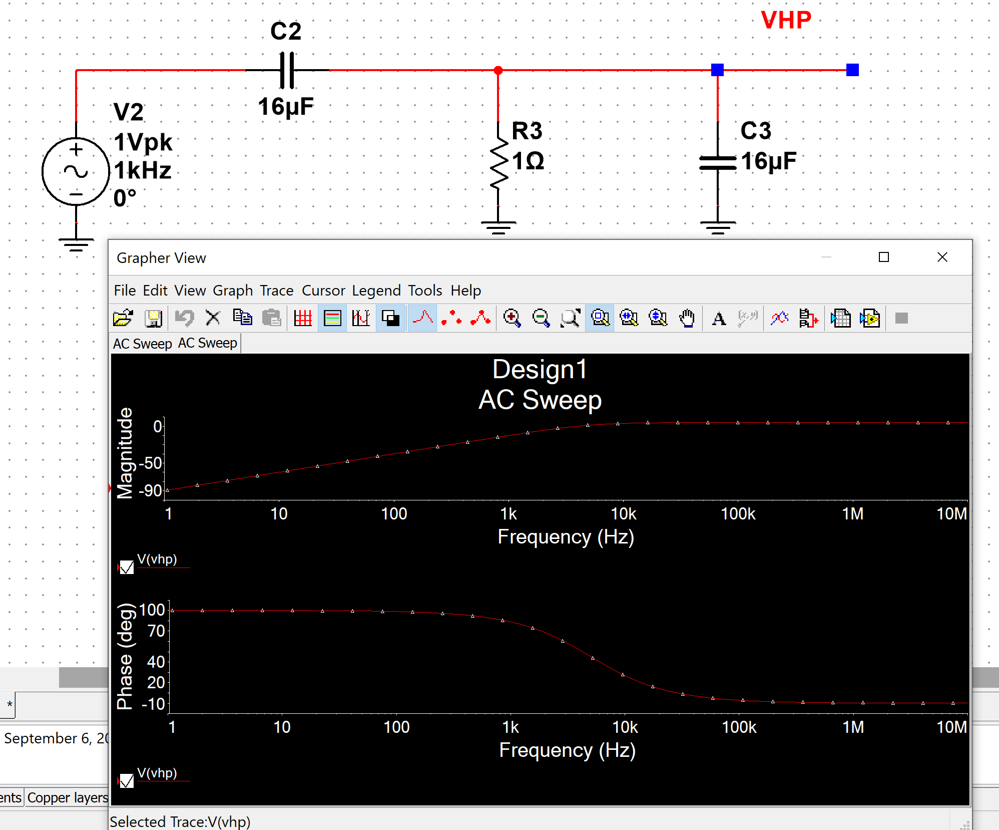 VHP
C2
16µF
V2
1Vpk
1kHz
0°
R3
1Ω
C3
16µF
Grapher View
File Edit View Graph Trace Cursor Legend Tools Help
AC Sweep AC Sweep
Design1
AC Sweep
Magnitude
0
-50
-90
1 10 100 1k 10k 100k 1M 10M
Frequency (Hz)
V(vhp)
Phase (deg)
100
70
40
20
-10
1 10 100 1k 10k 100k 1M 10M
Frequency (Hz)
V(vhp)
*
September 6, 20
ents Copper layers
Selected Trace:V(vhp)